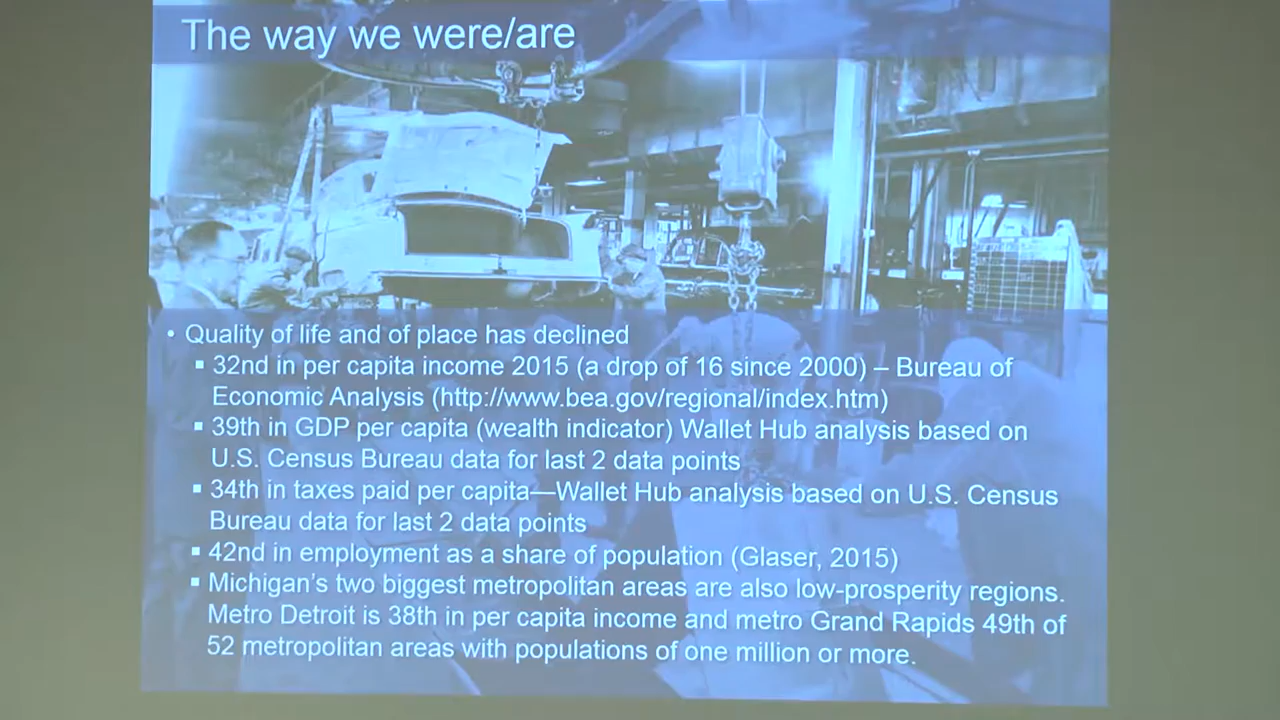 The way we were/are
• Quality of life and of place has declined
▪ 32nd in per capita income 2015 (a drop of 16 since 2000) – Bureau of
Economic Analysis (http://www.bea.gov/regional/index.htm)
▪ 39th in GDP per capita (wealth indicator) Wallet Hub analysis based on
U.S. Census Bureau data for last 2 data points
▪ 34th in taxes paid per capita—Wallet Hub analysis based on U.S. Census
Bureau data for last 2 data points
▪ 42nd in employment as a share of population (Glaser, 2015)
▪ Michigan's two biggest metropolitan areas are also low-prosperity regions.
Metro Detroit is 38th in per capita income and metro Grand Rapids 49th of
52 metropolitan areas with populations of one million or more.